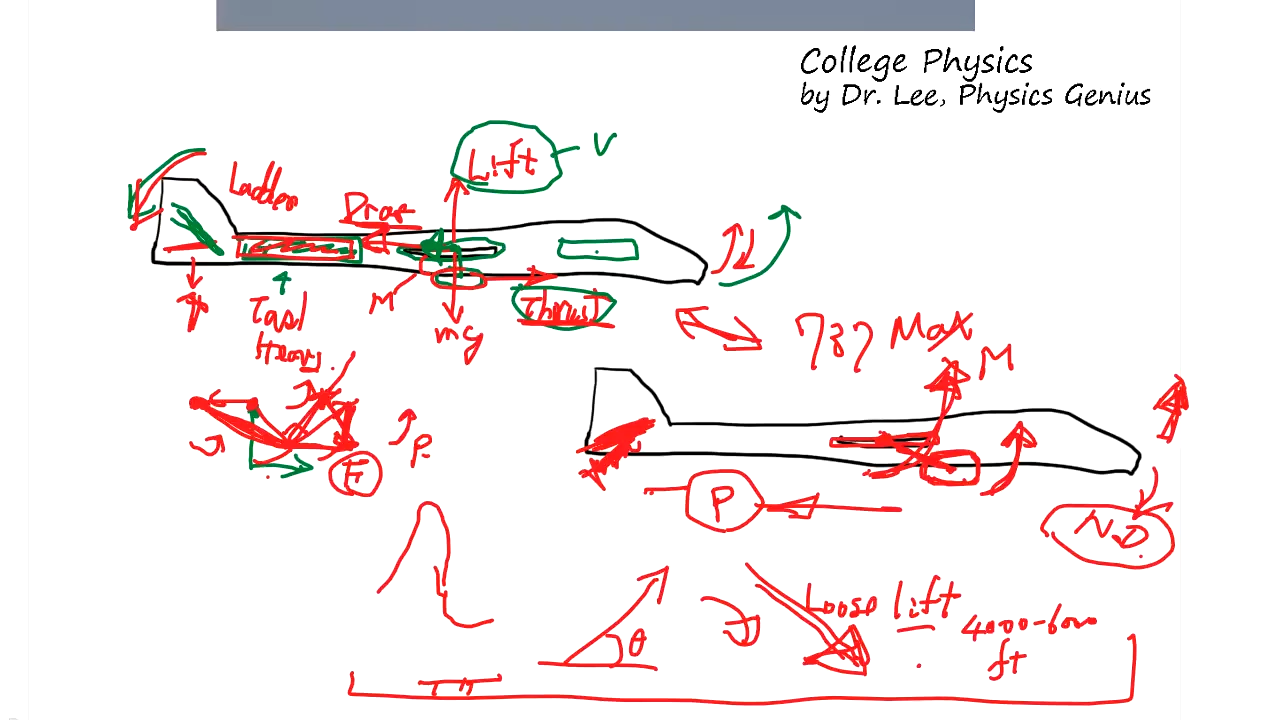 College Physics
by Dr. Lee, Physics Genius
Lift
V
Ladder
Drag
M
Thrust
mg
Tail
Heavy
737 Max
M
F
P
N.D.
θ
Loose lift
4000-6000
ft